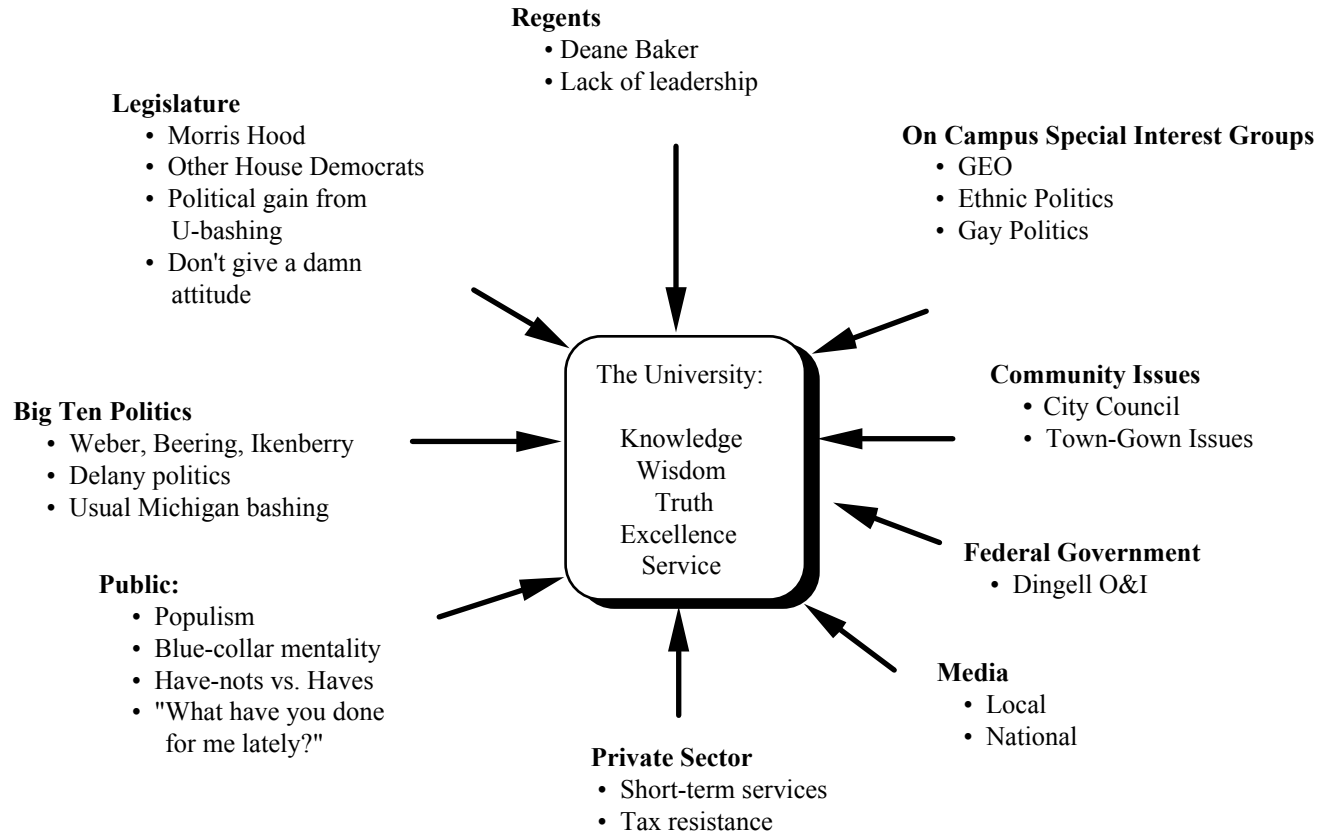 Regents
• Deane Baker
• Lack of leadership
Legislature
• Morris Hood
• Other House Democrats
• Political gain from
U-bashing
• Don't give a damn
attitude
On Campus Special Interest Groups
• GEO
• Ethnic Politics
• Gay Politics
The University:
Knowledge
Wisdom
Truth
Excellence
Service
Community Issues
• City Council
• Town-Gown Issues
Big Ten Politics
• Weber, Beering, Ikenberry
• Delany politics
• Usual Michigan bashing
Federal Government
• Dingell O&I
Public:
• Populism
• Blue-collar mentality
• Have-nots vs. Haves
• "What have you done
for me lately?"
Media
• Local
• National
Private Sector
• Short-term services
• Tax resistance